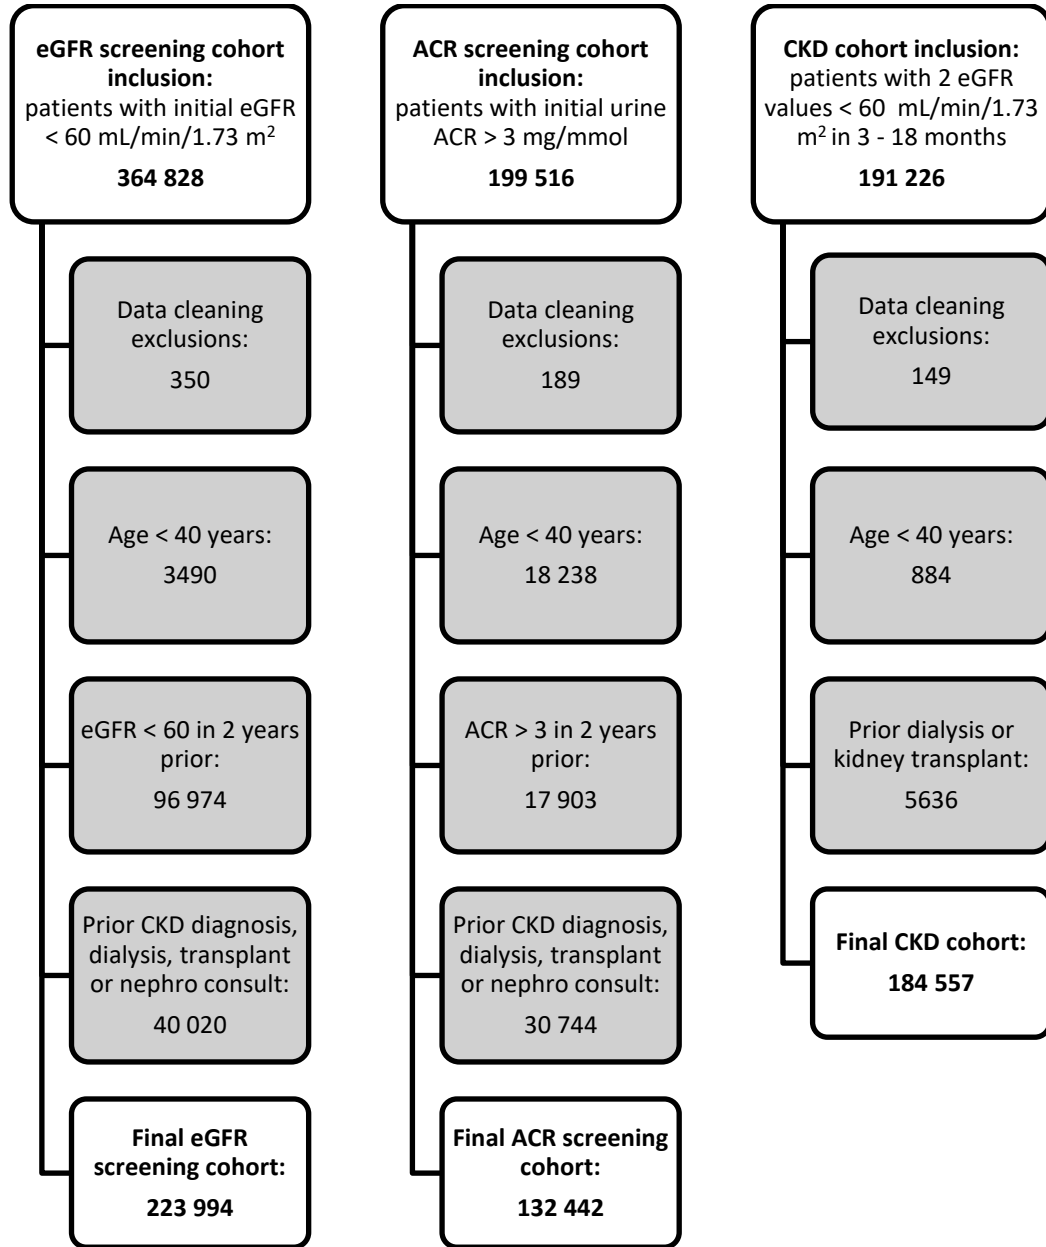 eGFR screening cohort
inclusion:
patients with initial eGFR
< 60 mL/min/1.73 m²
364 828
Data cleaning
exclusions:
350
Age < 40 years:
3490
eGFR < 60 in 2 years
prior:
96 974
Prior CKD diagnosis,
dialysis, transplant
or nephro consult:
40 020
Final eGFR
screening cohort:
223 994
ACR screening cohort
inclusion:
patients with initial urine
ACR > 3 mg/mmol
199 516
Data cleaning
exclusions:
189
Age < 40 years:
18 238
ACR > 3 in 2 years
prior:
17 903
Prior CKD diagnosis,
dialysis, transplant
or nephro consult:
30 744
Final ACR screening
cohort:
132 442
CKD cohort inclusion:
patients with 2 eGFR
values < 60 mL/min/1.73
m² in 3 - 18 months
191 226
Data cleaning
exclusions:
149
Age < 40 years:
884
Prior dialysis or
kidney transplant:
5636
Final CKD cohort:
184 557